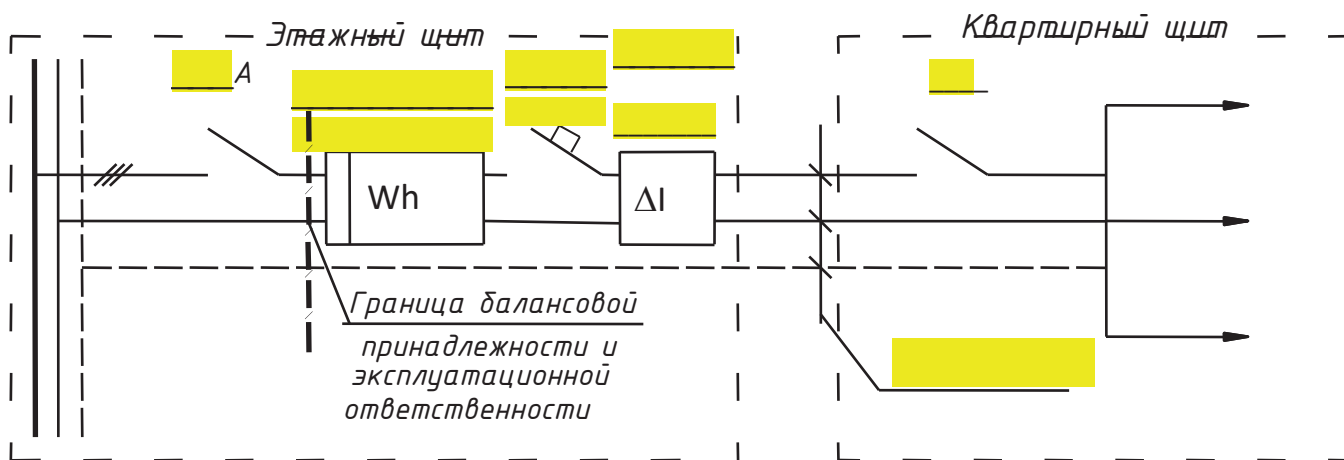 Этажный щит
Квартирный щит
А
Wh
ΔI
Граница балансовой
принадлежности и
эксплуатационной
ответственности